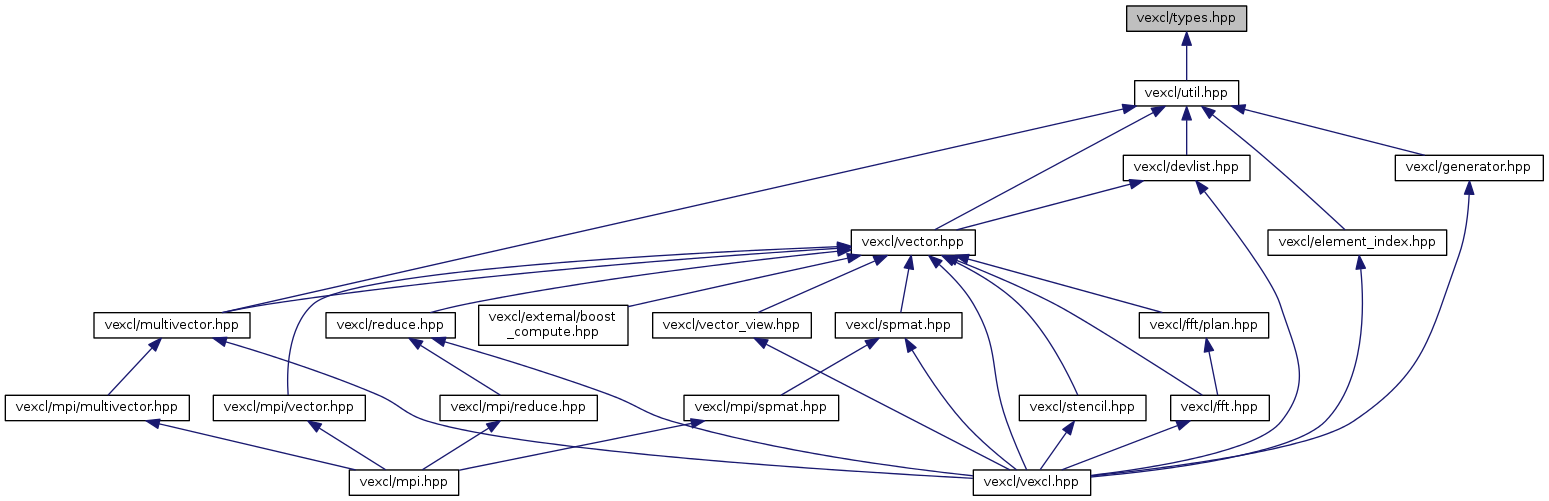 vexcl/types.hpp
vexcl/util.hpp
vexcl/devlist.hpp
vexcl/generator.hpp
vexcl/vector.hpp
vexcl/element_index.hpp
vexcl/multivector.hpp
vexcl/reduce.hpp
vexcl/external/boost
_compute.hpp
vexcl/vector_view.hpp
vexcl/spmat.hpp
vexcl/fft/plan.hpp
vexcl/mpi/multivector.hpp
vexcl/mpi/vector.hpp
vexcl/mpi/reduce.hpp
vexcl/mpi/spmat.hpp
vexcl/stencil.hpp
vexcl/fft.hpp
vexcl/mpi.hpp
vexcl/vexcl.hpp